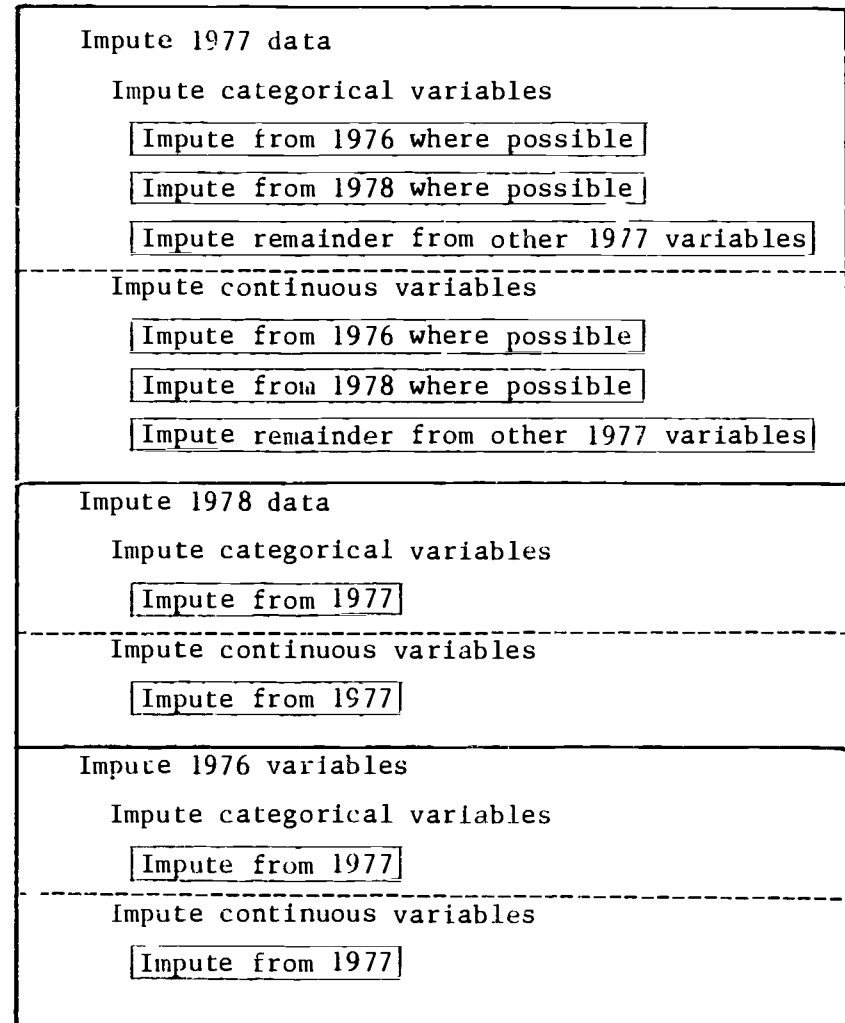 Impute 1977 data
Impute categorical variables
Impute from 1976 where possible
Impute from 1978 where possible
Impute remainder from other 1977 variables
Impute continuous variables
Impute from 1976 where possible
Impute from 1978 where possible
Impute remainder from other 1977 variables
Impute 1978 data
Impute categorical variables
Impute from 1977
Impute continuous variables
Impute from 1977
Impute 1976 variables
Impute categorical variables
Impute from 1977
Impute continuous variables
Impute from 1977